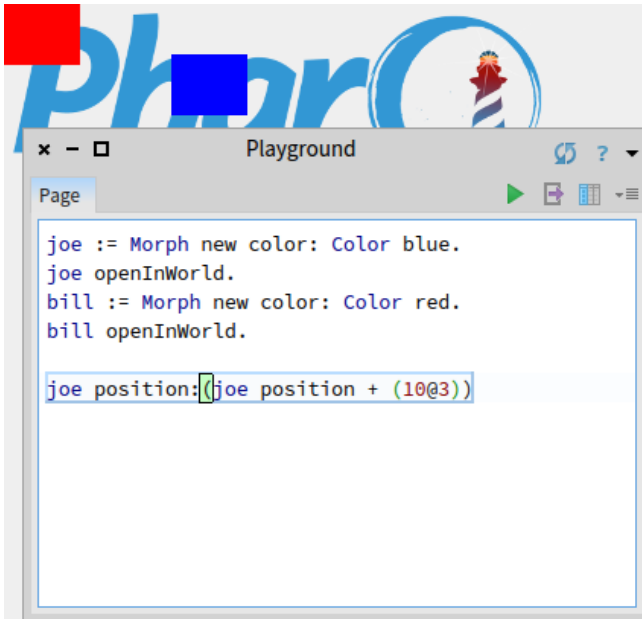 Pharo
× – □ Playground ?
Page
joe := Morph new color: Color blue.
joe openInWorld.
bill := Morph new color: Color red.
bill openInWorld.
joe position:(joe position + (10@3))